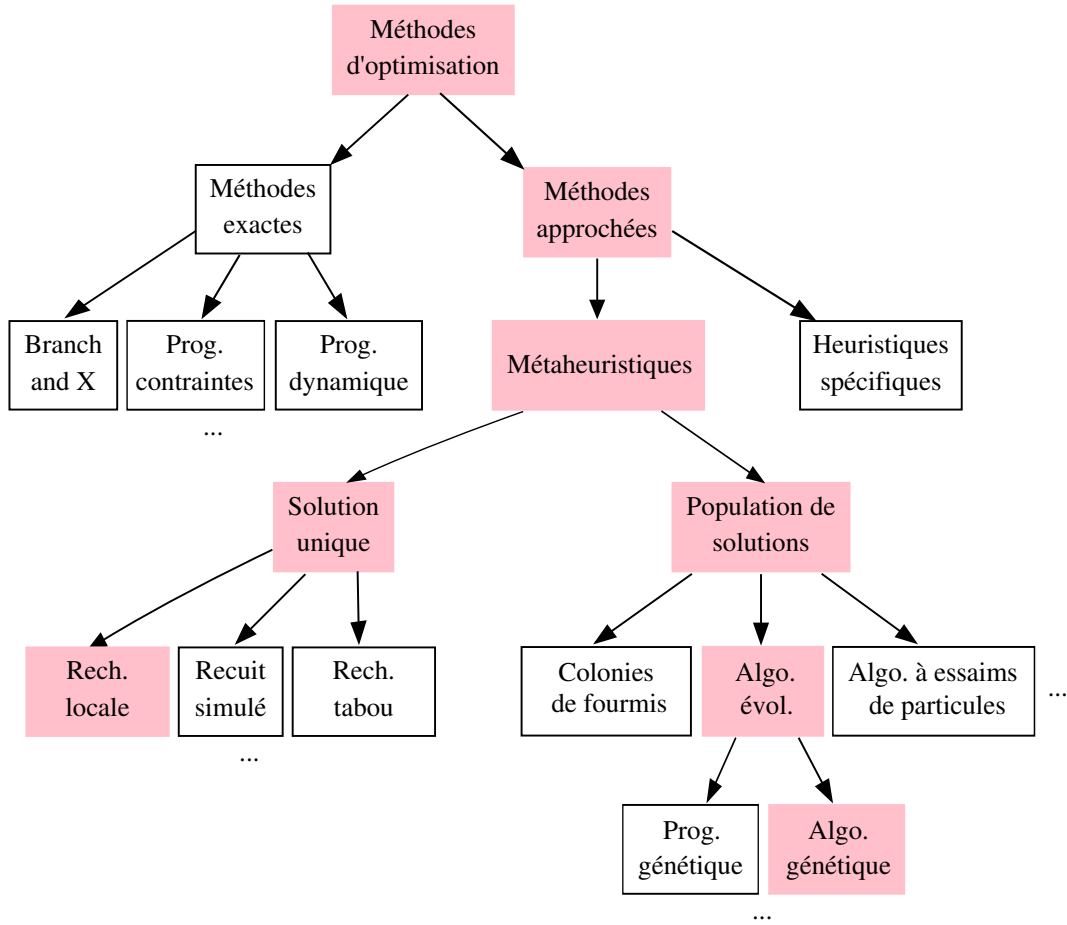 Méthodes
d'optimisation
Méthodes
exactes
Méthodes
approchées
Branch
and X
Prog.
contraintes
Prog.
dynamique
...
Métaheuristiques
Heuristiques
spécifiques
Solution
unique
Population de
solutions
Rech.
locale
Recuit
simulé
Rech.
tabou
...
Colonies
de fourmis
Algo.
évol.
Algo. à essaims
de particules
...
Prog.
génétique
Algo.
génétique
...